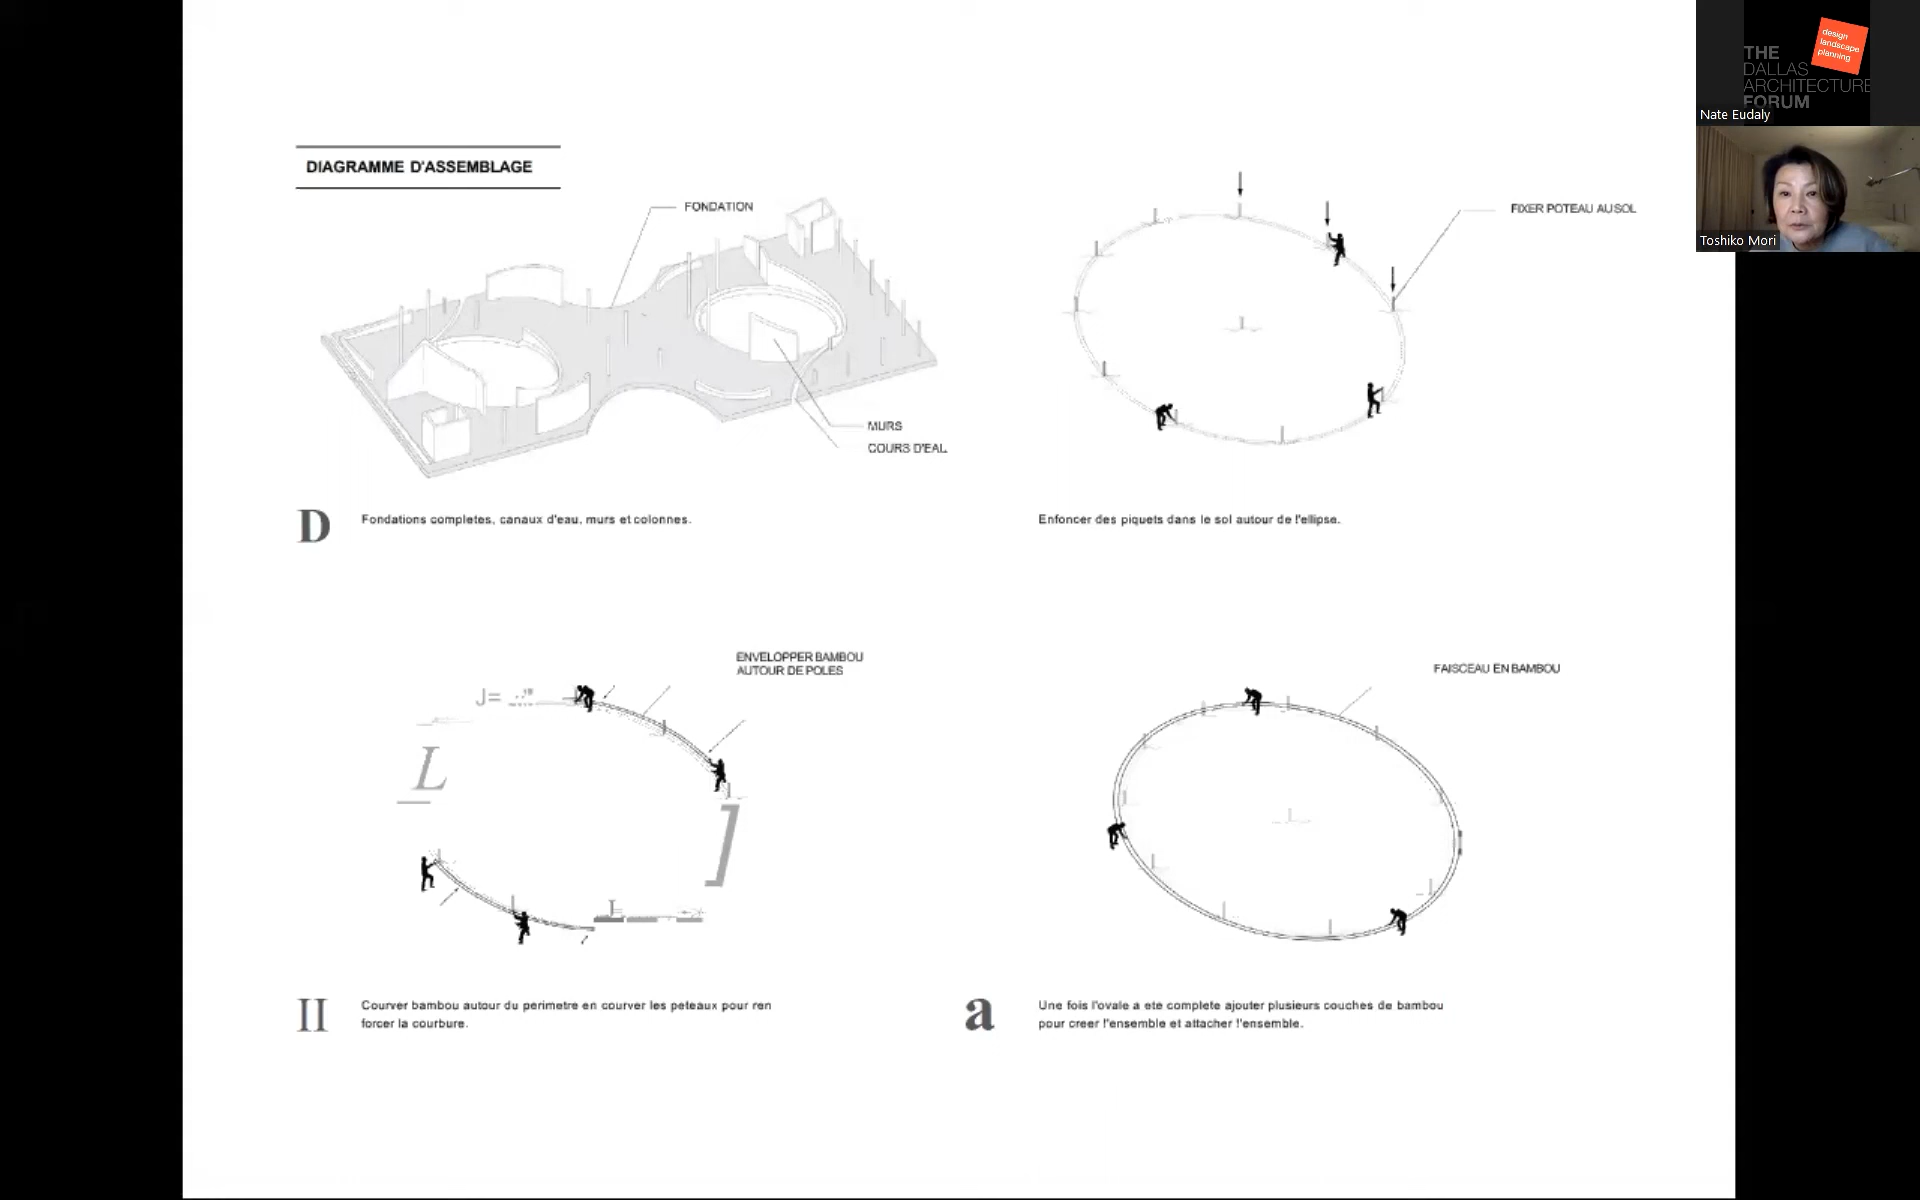 DIAGRAMME D'ASSEMBLAGE
FONDATION
MURS
COURS D'EAL
D
Fondations completes, canaux d'eau, murs et colonnes.
FIXER POTEAU AU SOL
Enfoncer des piquets dans le sol autour de l'ellipse.
ENVELOPPER BAMBOU
AUTOUR DE POLES
J=
L
]
II
Courver bambou autour du perimetre en courver les peteaux pour ren
forcer la courbure.
FAISCEAU EN BAMBOU
a
Une fois l'ovale a ete complete ajouter plusieurs couches de bambou
pour creer l'ensemble et attacher l'ensemble.
design
landscape
planning
THE
DALLAS
ARCHITECTURE
FORUM
Nate Eudaly
Toshiko Mori